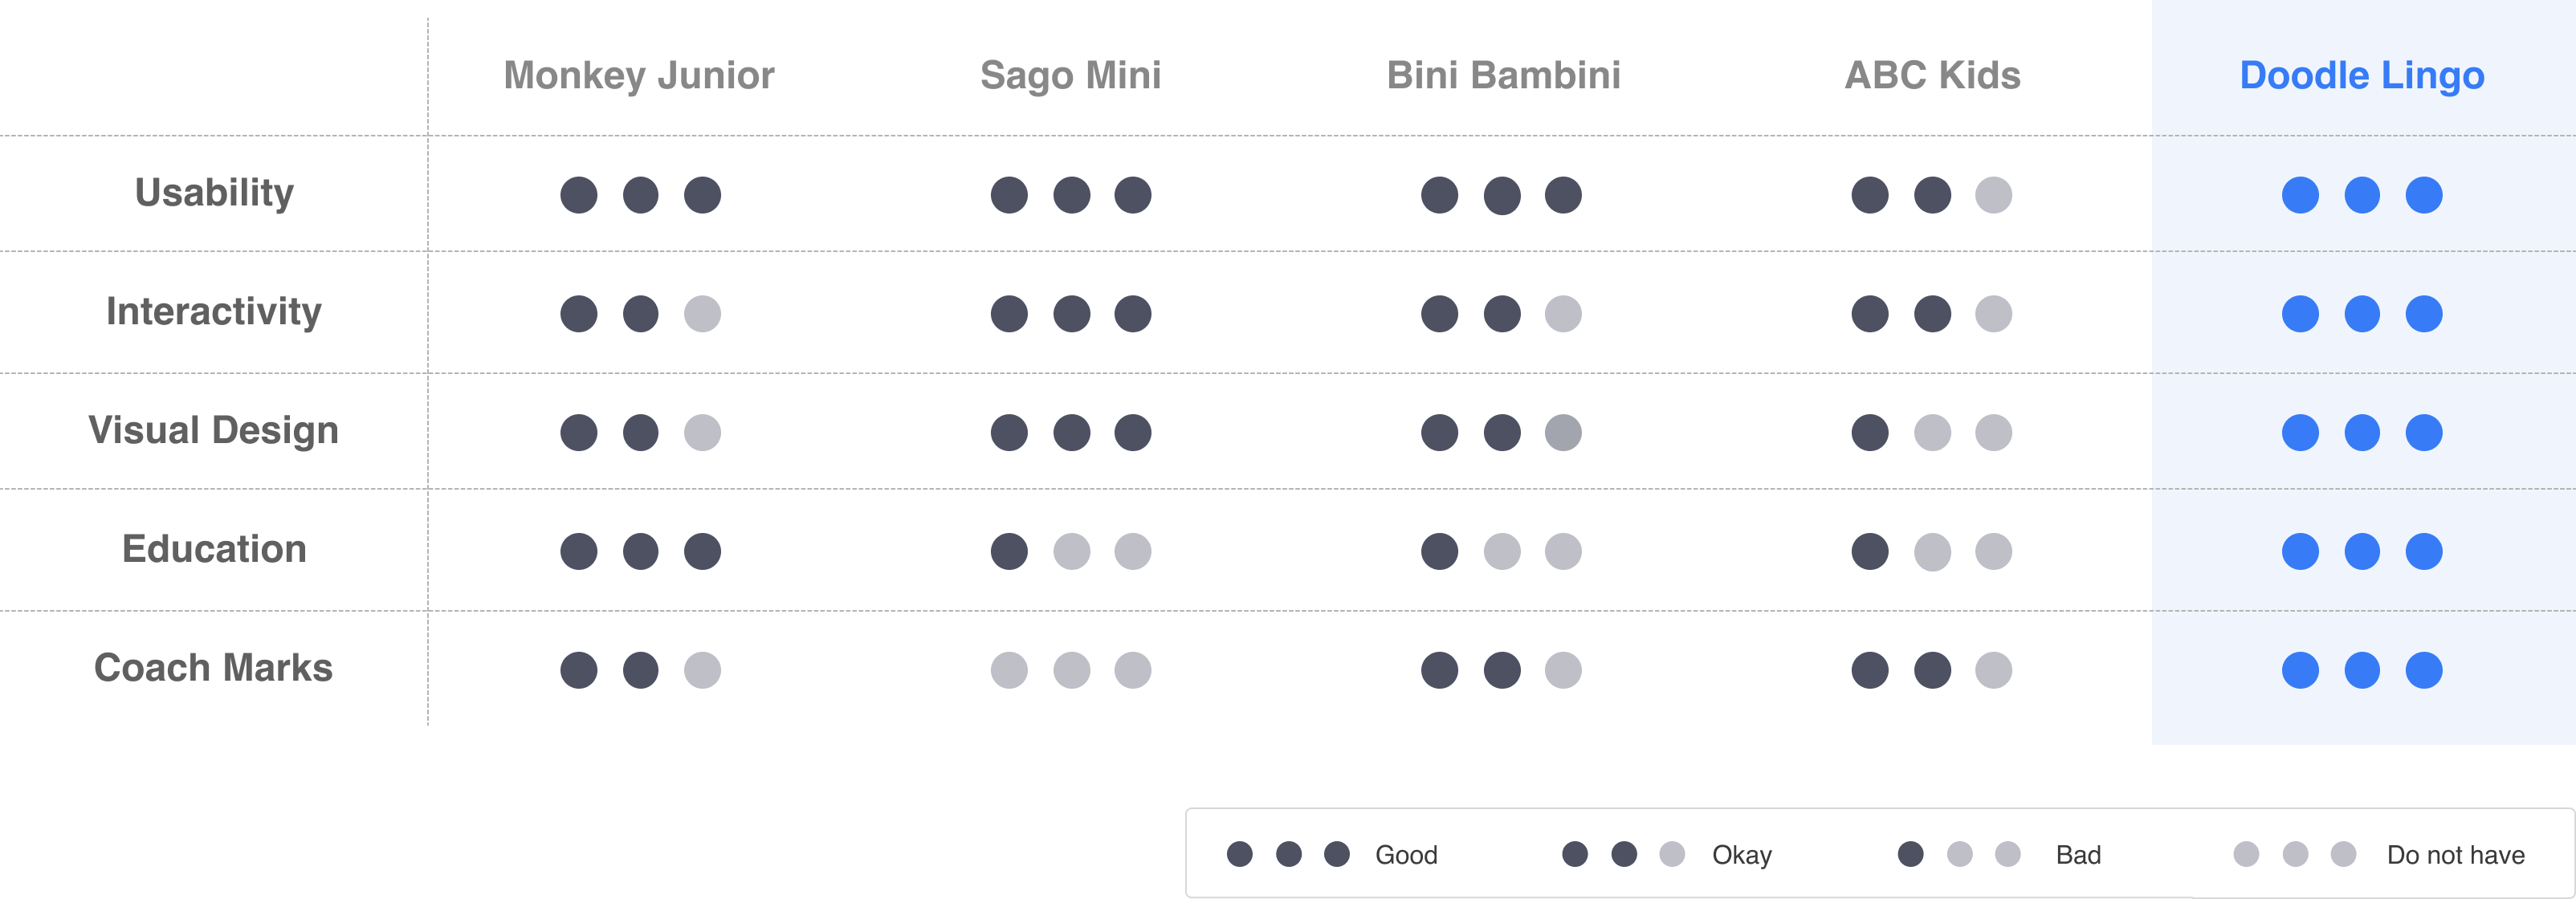 Monkey Junior Sago Mini Bini Bambini ABC Kids Doodle Lingo
Usability
Interactivity
Visual Design
Education
Coach Marks
Good Okay Bad Do not have